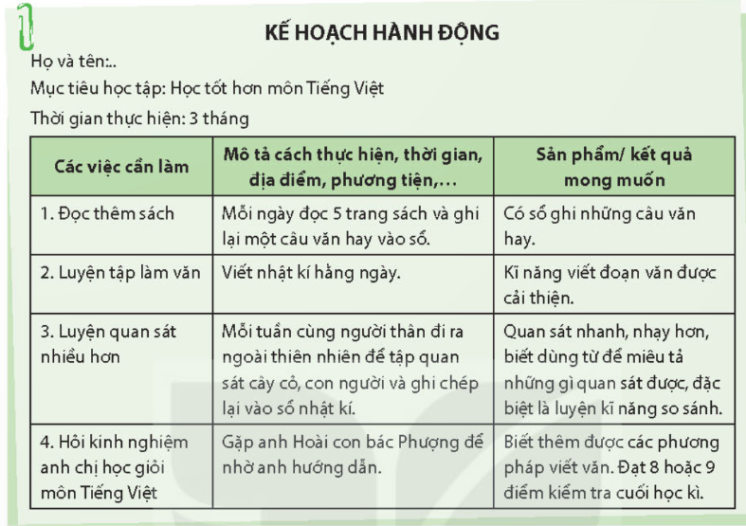 KẾ HOẠCH HÀNH ĐỘNG
Họ và tên:..
Mục tiêu học tập: Học tốt hơn môn Tiếng Việt
Thời gian thực hiện: 3 tháng
Các việc cần làm
Mô tả cách thực hiện, thời gian,
địa điểm, phương tiện,...
Sản phẩm/ kết quả
mong muốn
1. Đọc thêm sách
Mỗi ngày đọc 5 trang sách và ghi
lại một câu văn hay vào sổ.
Có sổ ghi những câu văn
hay.
2. Luyện tập làm văn
Viết nhật kí hằng ngày.
Kĩ năng viết đoạn văn được
cải thiện.
3. Luyện quan sát
nhiều hơn
Mỗi tuần cùng người thân đi ra
ngoài thiên nhiên để tập quan
sát cây cỏ, con người và ghi chép
lại vào sổ nhật kí.
Quan sát nhanh, nhạy hơn,
biết dùng từ để miêu tả
những gì quan sát được, đặc
biệt là luyện kĩ năng so sánh.
4. Hỏi kinh nghiệm
anh chị học giỏi
môn Tiếng Việt
Gặp anh Hoài con bác Phượng để
nhờ anh hướng dẫn.
Biết thêm được các phương
pháp viết văn. Đạt 8 hoặc 9
điểm kiểm tra cuối học kì.